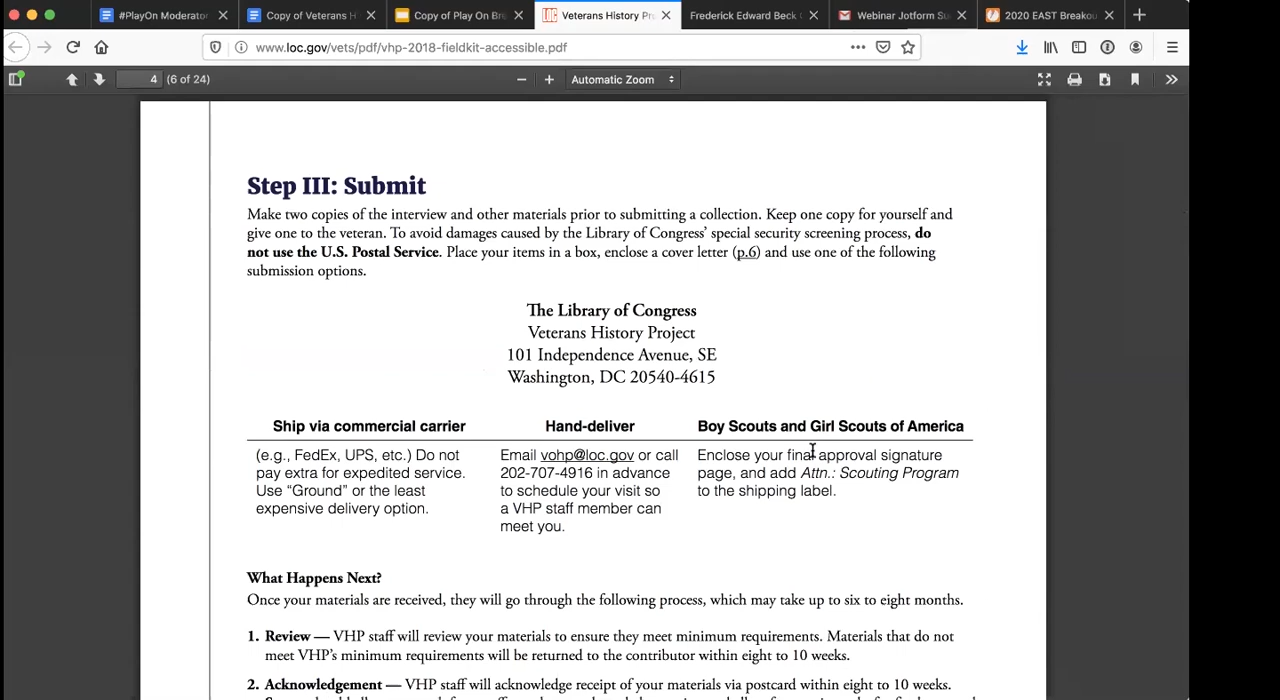 #PlayOn Moderator
Copy of Veterans H
Copy of Play On Br
Veterans History Pr
Frederick Edward Beck
Webinar Jotform Su
2020 EAST Breakou
www.loc.gov/vets/pdf/vhp-2018-fieldkit-accessible.pdf
4 (6 of 24)
Automatic Zoom
Step III: Submit
Make two copies of the interview and other materials prior to submitting a collection. Keep one copy for yourself and
give one to the veteran. To avoid damages caused by the Library of Congress' special security screening process, do
not use the U.S. Postal Service. Place your items in a box, enclose a cover letter (p.6) and use one of the following
submission options.
The Library of Congress
Veterans History Project
101 Independence Avenue, SE
Washington, DC 20540-4615
Ship via commercial carrier
(e.g., FedEx, UPS, etc.) Do not
pay extra for expedited service.
Use “Ground” or the least
expensive delivery option.
Hand-deliver
Email vohp@loc.gov or call
202-707-4916 in advance
to schedule your visit so
a VHP staff member can
meet you.
Boy Scouts and Girl Scouts of America
Enclose your final approval signature
page, and add Attn.: Scouting Program
to the shipping label.
What Happens Next?
Once your materials are received, they will go through the following process, which may take up to six to eight months.
1. Review — VHP staff will review your materials to ensure they meet minimum requirements. Materials that do not
meet VHP's minimum requirements will be returned to the contributor within eight to 10 weeks.
2. Acknowledgement — VHP staff will acknowledge receipt of your materials via postcard within eight to 10 weeks.